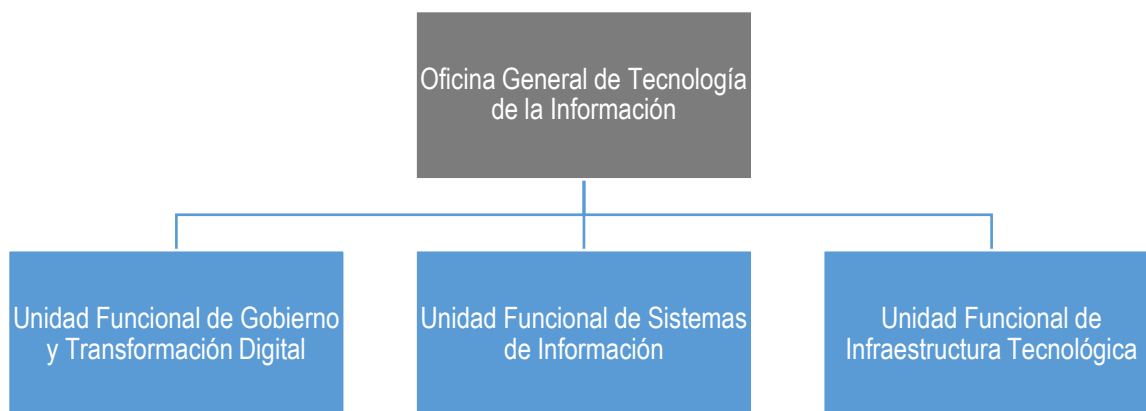 Oficina General de Tecnología
de la Información
Unidad Funcional de Gobierno
y Transformación Digital
Unidad Funcional de Sistemas
de Información
Unidad Funcional de
Infraestructura Tecnológica